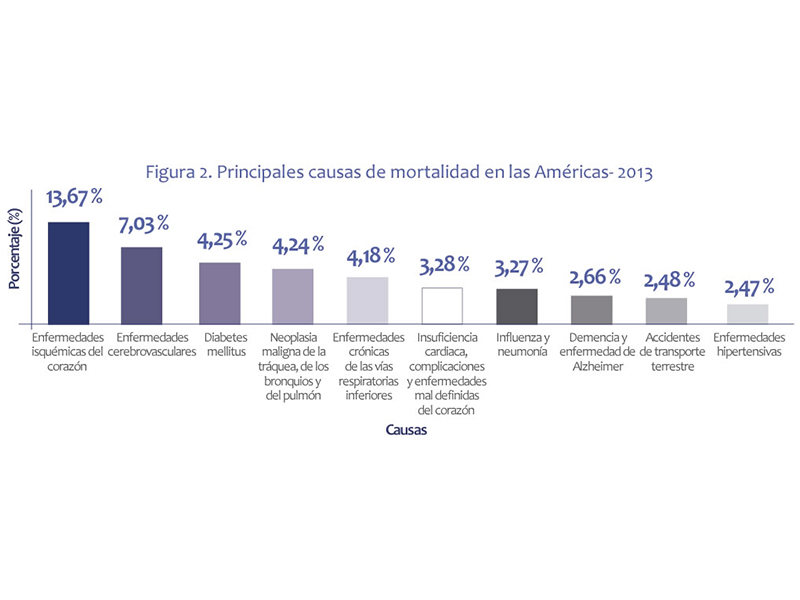 Figura 2. Principales causas de mortalidad en las Américas- 2013
Porcentaje (%)
13,67 %
7,03 %
4,25 %
4,24 %
4,18 %
3,28 %
3,27 %
2,66 %
2,48 %
2,47 %
Enfermedades
isquémicas del
corazón
Enfermedades
cerebrovasculares
Diabetes
mellitus
Neoplasia
maligna de la
tráquea, de los
bronquios y
del pulmón
Enfermedades
crónicas
de las vías
respiratorias
inferiores
Insuficiencia
cardiaca,
complicaciones
y enfermedades
mal definidas
del corazón
Influenza y
neumonía
Demencia y
enfermedad de
Alzheimer
Accidentes
de transporte
terrestre
Enfermedades
hipertensivas
Causas